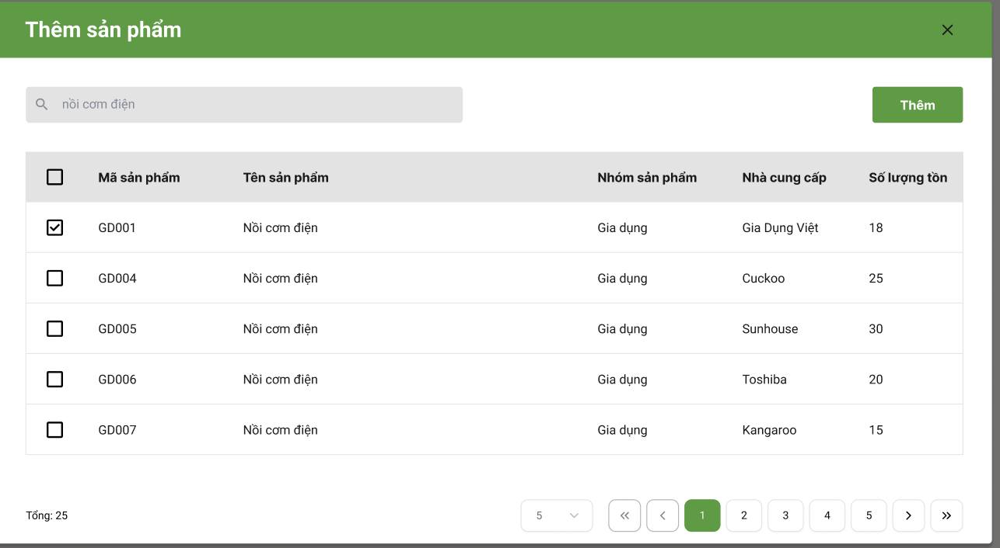 Thêm sản phẩm
nồi cơm điện
Thêm
Mã sản phẩm Tên sản phẩm Nhóm sản phẩm Nhà cung cấp Số lượng tồn
GD001 Nồi cơm điện Gia dụng Gia Dụng Việt 18
GD004 Nồi cơm điện Gia dụng Cuckoo 25
GD005 Nồi cơm điện Gia dụng Sunhouse 30
GD006 Nồi cơm điện Gia dụng Toshiba 20
GD007 Nồi cơm điện Gia dụng Kangaroo 15
Tổng: 25 5 1 2 3 4 5